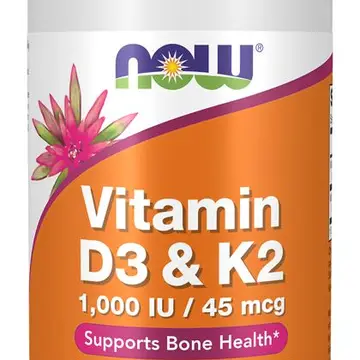 NOW®
Vitamin
D3 & K2
1,000 IU / 45 mcg
Supports Bone Health*